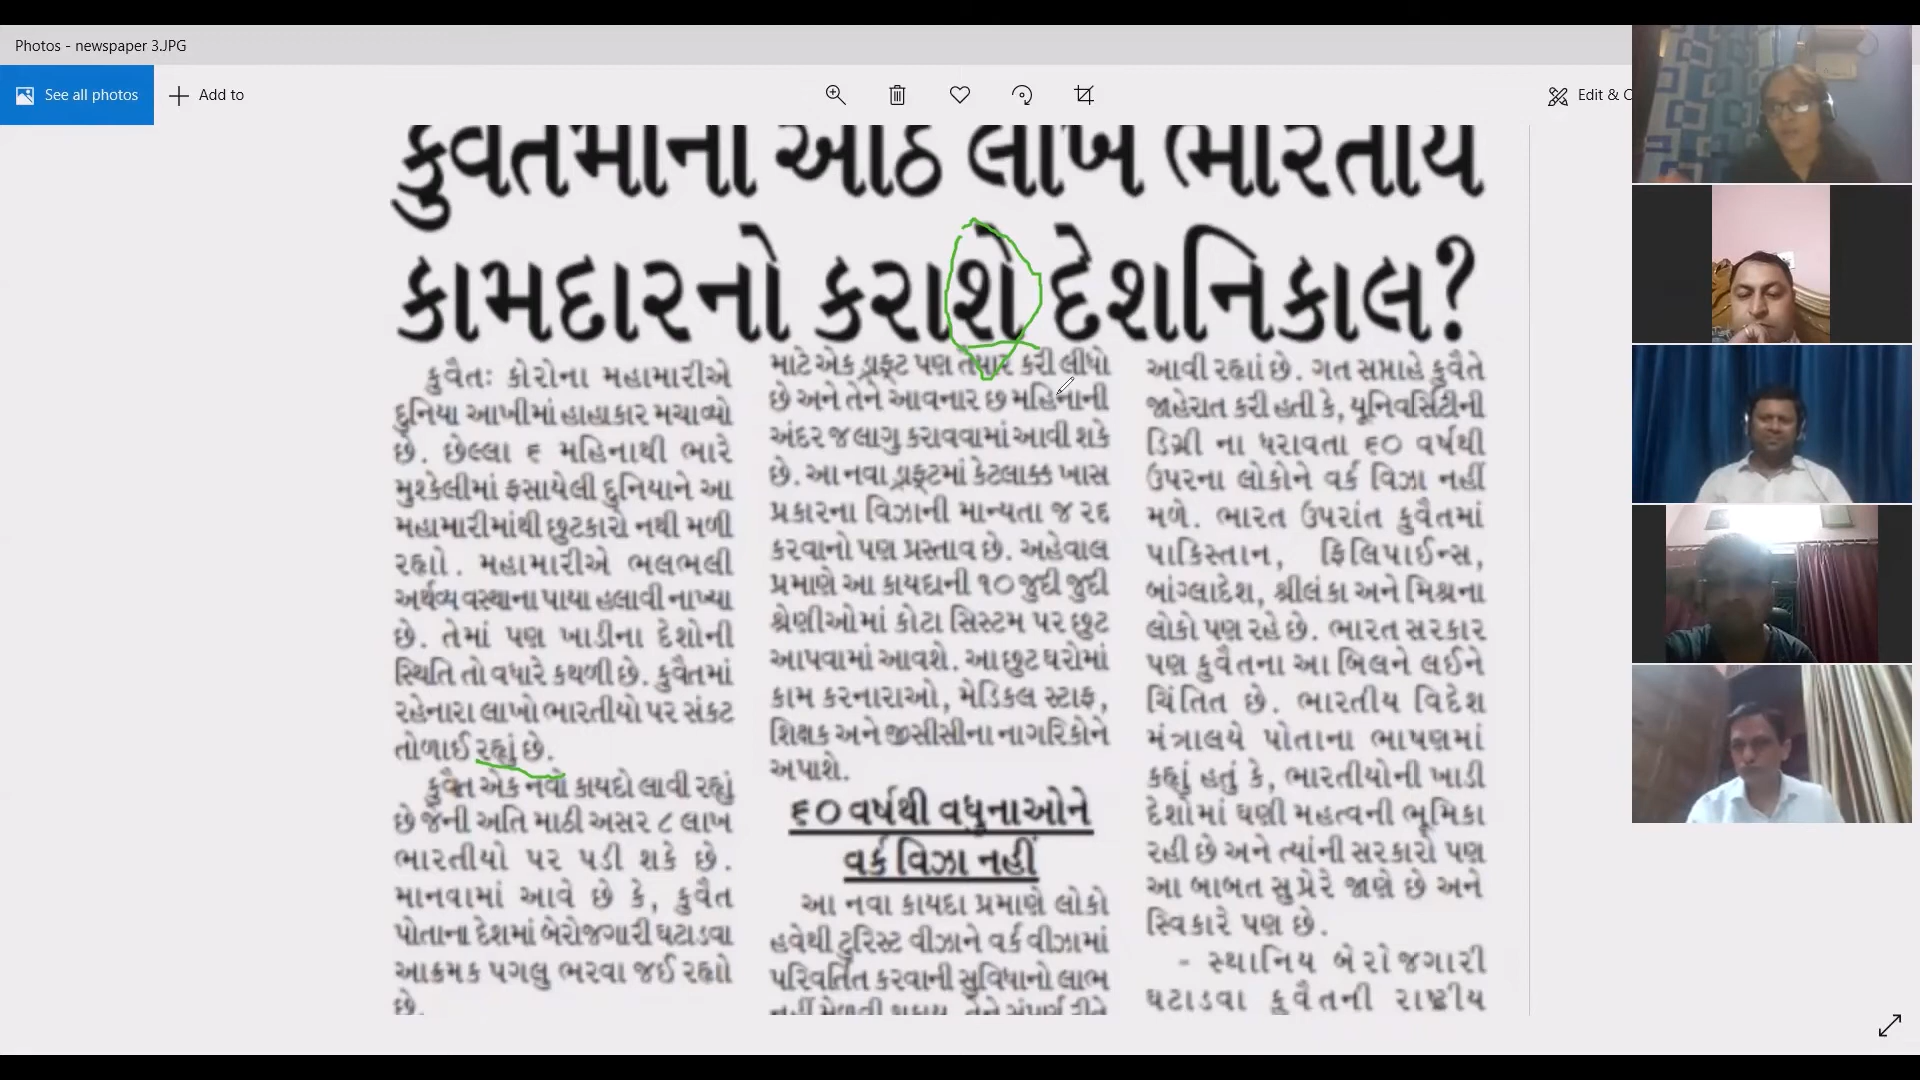 Photos - newspaper 3.JPG
See all photos
Add to
Edit & C
કુવૈતમાંના આઠ લાખ ભારતીય
કામદારનો કરાશે દેશનિકાલ?
કુવૈતઃ કોરોના મહામારીએ
દુનિયા આખીમાં હાહાકાર મચાવ્યો
છે. છેલ્લા ૬ મહિનાથી ભારે
મુશ્કેલીમાં ફસાયેલી દુનિયાને આ
મહામારીમાંથી છુટકારો નથી મળી
રહ્યો. મહામારીએ ભલભલી
અર્થવ્યવસ્થાના પાયા હલાવી નાખ્યા
છે. તેમાં પણ ખાડીના દેશોની
સ્થિતિ તો વધારે કથળી છે. કુવૈતમાં
રહેનારા લાખો ભારતીયો પર સંકટ
તોળાઈ રહ્યું છે.
કુવૈત એક નવો કાયદો લાવી રહ્યું
છે જેની અતિ માઠી અસર ૮ લાખ
ભારતીયો પર પડી શકે છે.
માનવામાં આવે છે કે, કુવૈત
પોતાના દેશમાં બેરોજગારી ઘટાડવા
આક્રમક પગલુ ભરવા જઈ રહ્યો
છે.
માટે એક ડ્રાફ્ટ પણ તૈયાર કરી લીધો
છે અને તેને આવનાર છ મહિનાની
અંદર જ લાગુ કરાવવામાં આવી શકે
છે. આ નવા ડ્રાફ્ટમાં કેટલાક્ક ખાસ
પ્રકારના વિઝાની માન્યતા જ રદ્દ
કરવાનો પણ પ્રસ્તાવ છે. અહેવાલ
પ્રમાણે આ કાયદાની ૧૦ જુદી જુદી
શ્રેણીઓમાં કોટા સિસ્ટમ પર છુટ
આપવામાં આવશે. આ છુટ ઘરોમાં
કામ કરનારાઓ, મેડિકલ સ્ટાફ,
શિક્ષક અને જીસીસીના નાગરિકોને
અપાશે.
૬૦ વર્ષથી વધુનાઓને
વર્ક વિઝા નહીં
આ નવા કાયદા પ્રમાણે લોકો
હવેથી ટુરિસ્ટ વીઝાને વર્ક વીઝામાં
પરિવર્તિત કરવાની સુવિધાનો લાભ
નહીં મેળવી શકાય. તેને સંપૂર્ણ રીતે
આવી રહ્યાં છે. ગત સપ્તાહે કુવૈતે
જાહેરાત કરી હતી કે, યૂનિવર્સિટીની
ડિગ્રી ના ધરાવતા ૬૦ વર્ષથી
ઉપરના લોકોને વર્ક વિઝા નહીં
મળે. ભારત ઉપરાંત કુવૈતમાં
પાકિસ્તાન, ફિલિપાઈન્સ,
બાંગ્લાદેશ, શ્રીલંકા અને મિશ્રના
લોકો પણ રહે છે. ભારત સરકાર
પણ કુવૈતના આ બિલને લઈને
ચિંતિત છે. ભારતીય વિદેશ
મંત્રાલયે પોતાના ભાષણમાં
કહ્યું હતું કે, ભારતીયોની ખાડી
દેશોમાં ઘણી મહત્વની ભૂમિકા
રહી છે અને ત્યાંની સરકારો પણ
આ બાબત સુપ્રેરે જાણે છે અને
સ્વિકારે પણ છે.
- સ્થાનિય બેરોજગારી
ઘટાડવા કુવૈતની રાષ્ટ્રીય